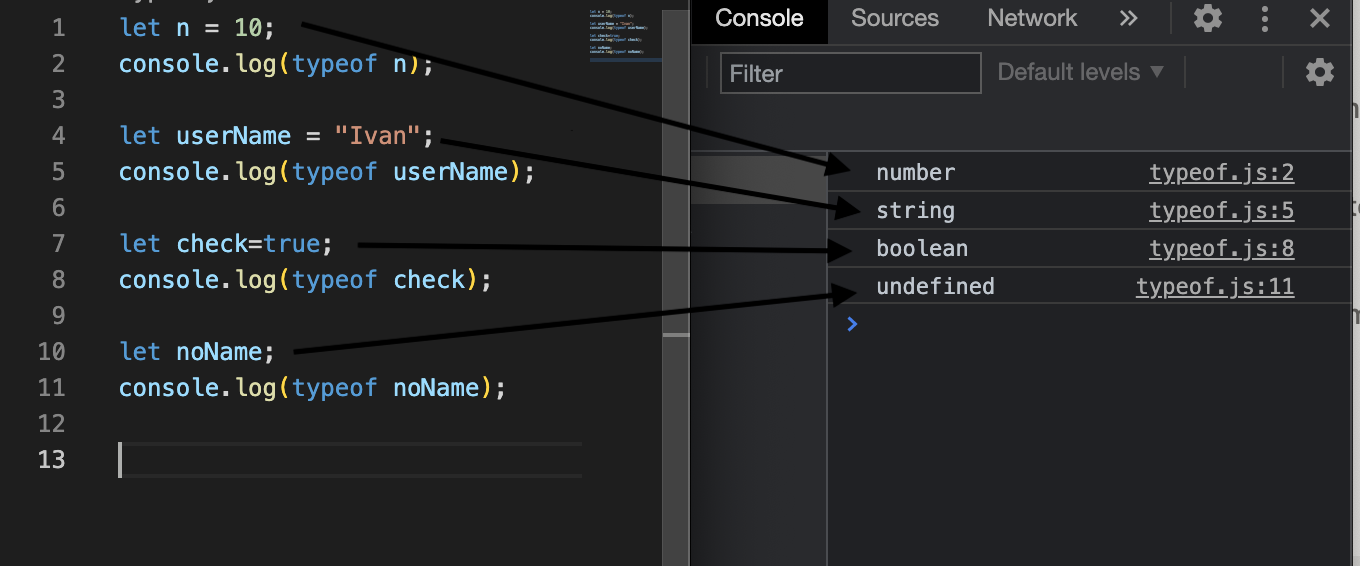 1 let n = 10;
2 console.log(typeof n);
3
4 let userName = "Ivan";
5 console.log(typeof userName);
6
7 let check=true;
8 console.log(typeof check);
9
10 let noName;
11 console.log(typeof noName);
12
13
Console Sources Network
Filter Default levels ▼
number typeof.js:2
string typeof.js:5
boolean typeof.js:8
undefined typeof.js:11